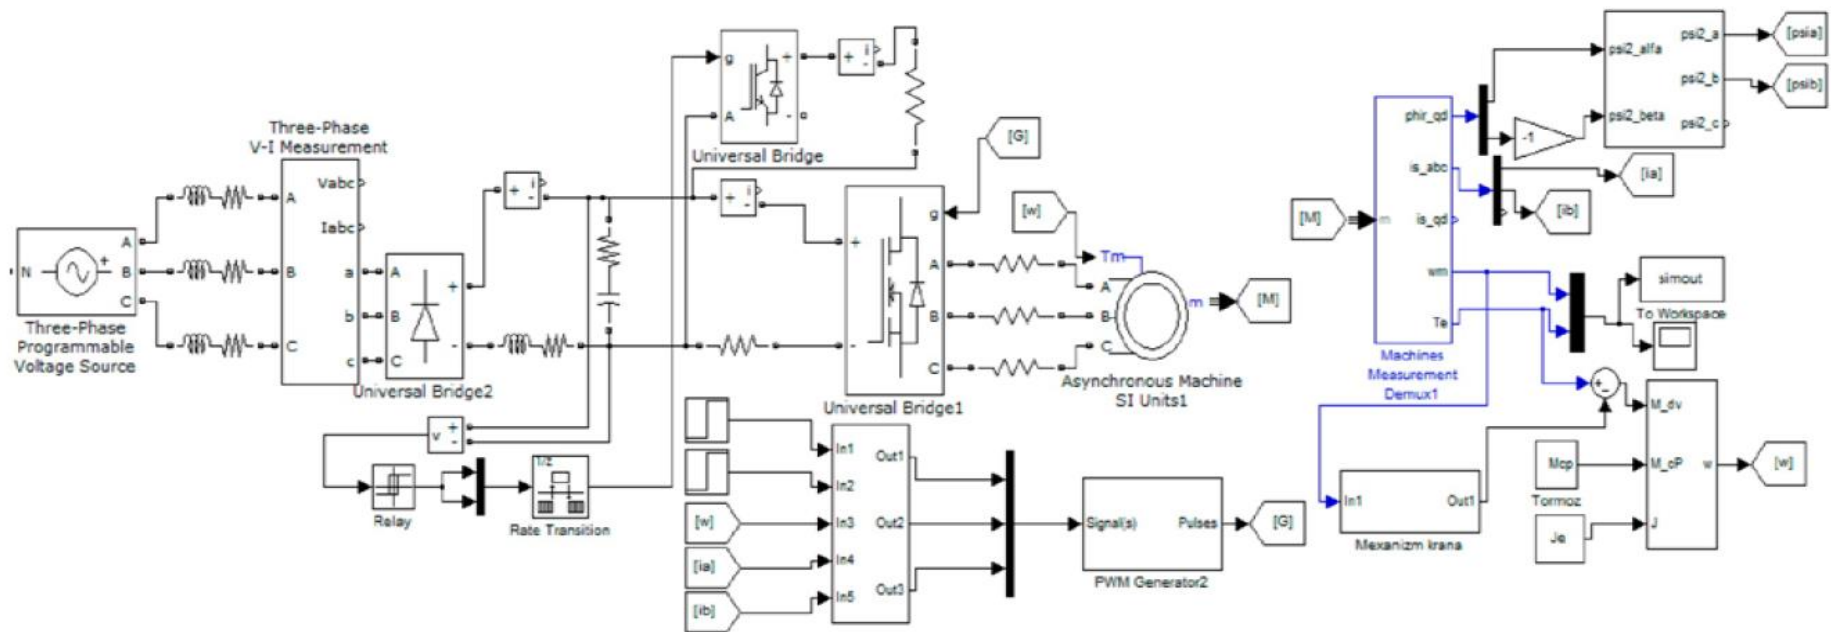 N
A
B
C
Three-Phase
Programmable
Voltage Source
Three-Phase
V-I Measurement
A
B
C
Vabc
Iabc
a
b
c
A
B
C
+
-
Universal Bridge2
+
-
i
v
+
-
Relay
1/z
Rate Transition
g
A
+
-
Universal Bridge
+
-
i
+
-
i
[G]
g
+
-
A
B
C
Universal Bridge1
[w]
Tm
A
B
C
m
[M]
Asynchronous Machine
SI Units1
[w]
[ia]
[ib]
In1
In2
In3
In4
In5
Out1
Out2
Out3
Signal(s)
Pulses
PWM Generator2
[G]
[M]
m
phir_qd
is_abc
is_qd
wm
Te
Machines
Measurement
Demux1
-1
psi2_alfa
psi2_beta
psi2_a
psi2_b
psi2_c
[psia]
[psib]
[ia]
[ib]
simout
To Workspace
+
-
In1
Out1
Mexanizm krana
Mcp
Tormoz
Je
M_dv
M_cP
J
w
[w]